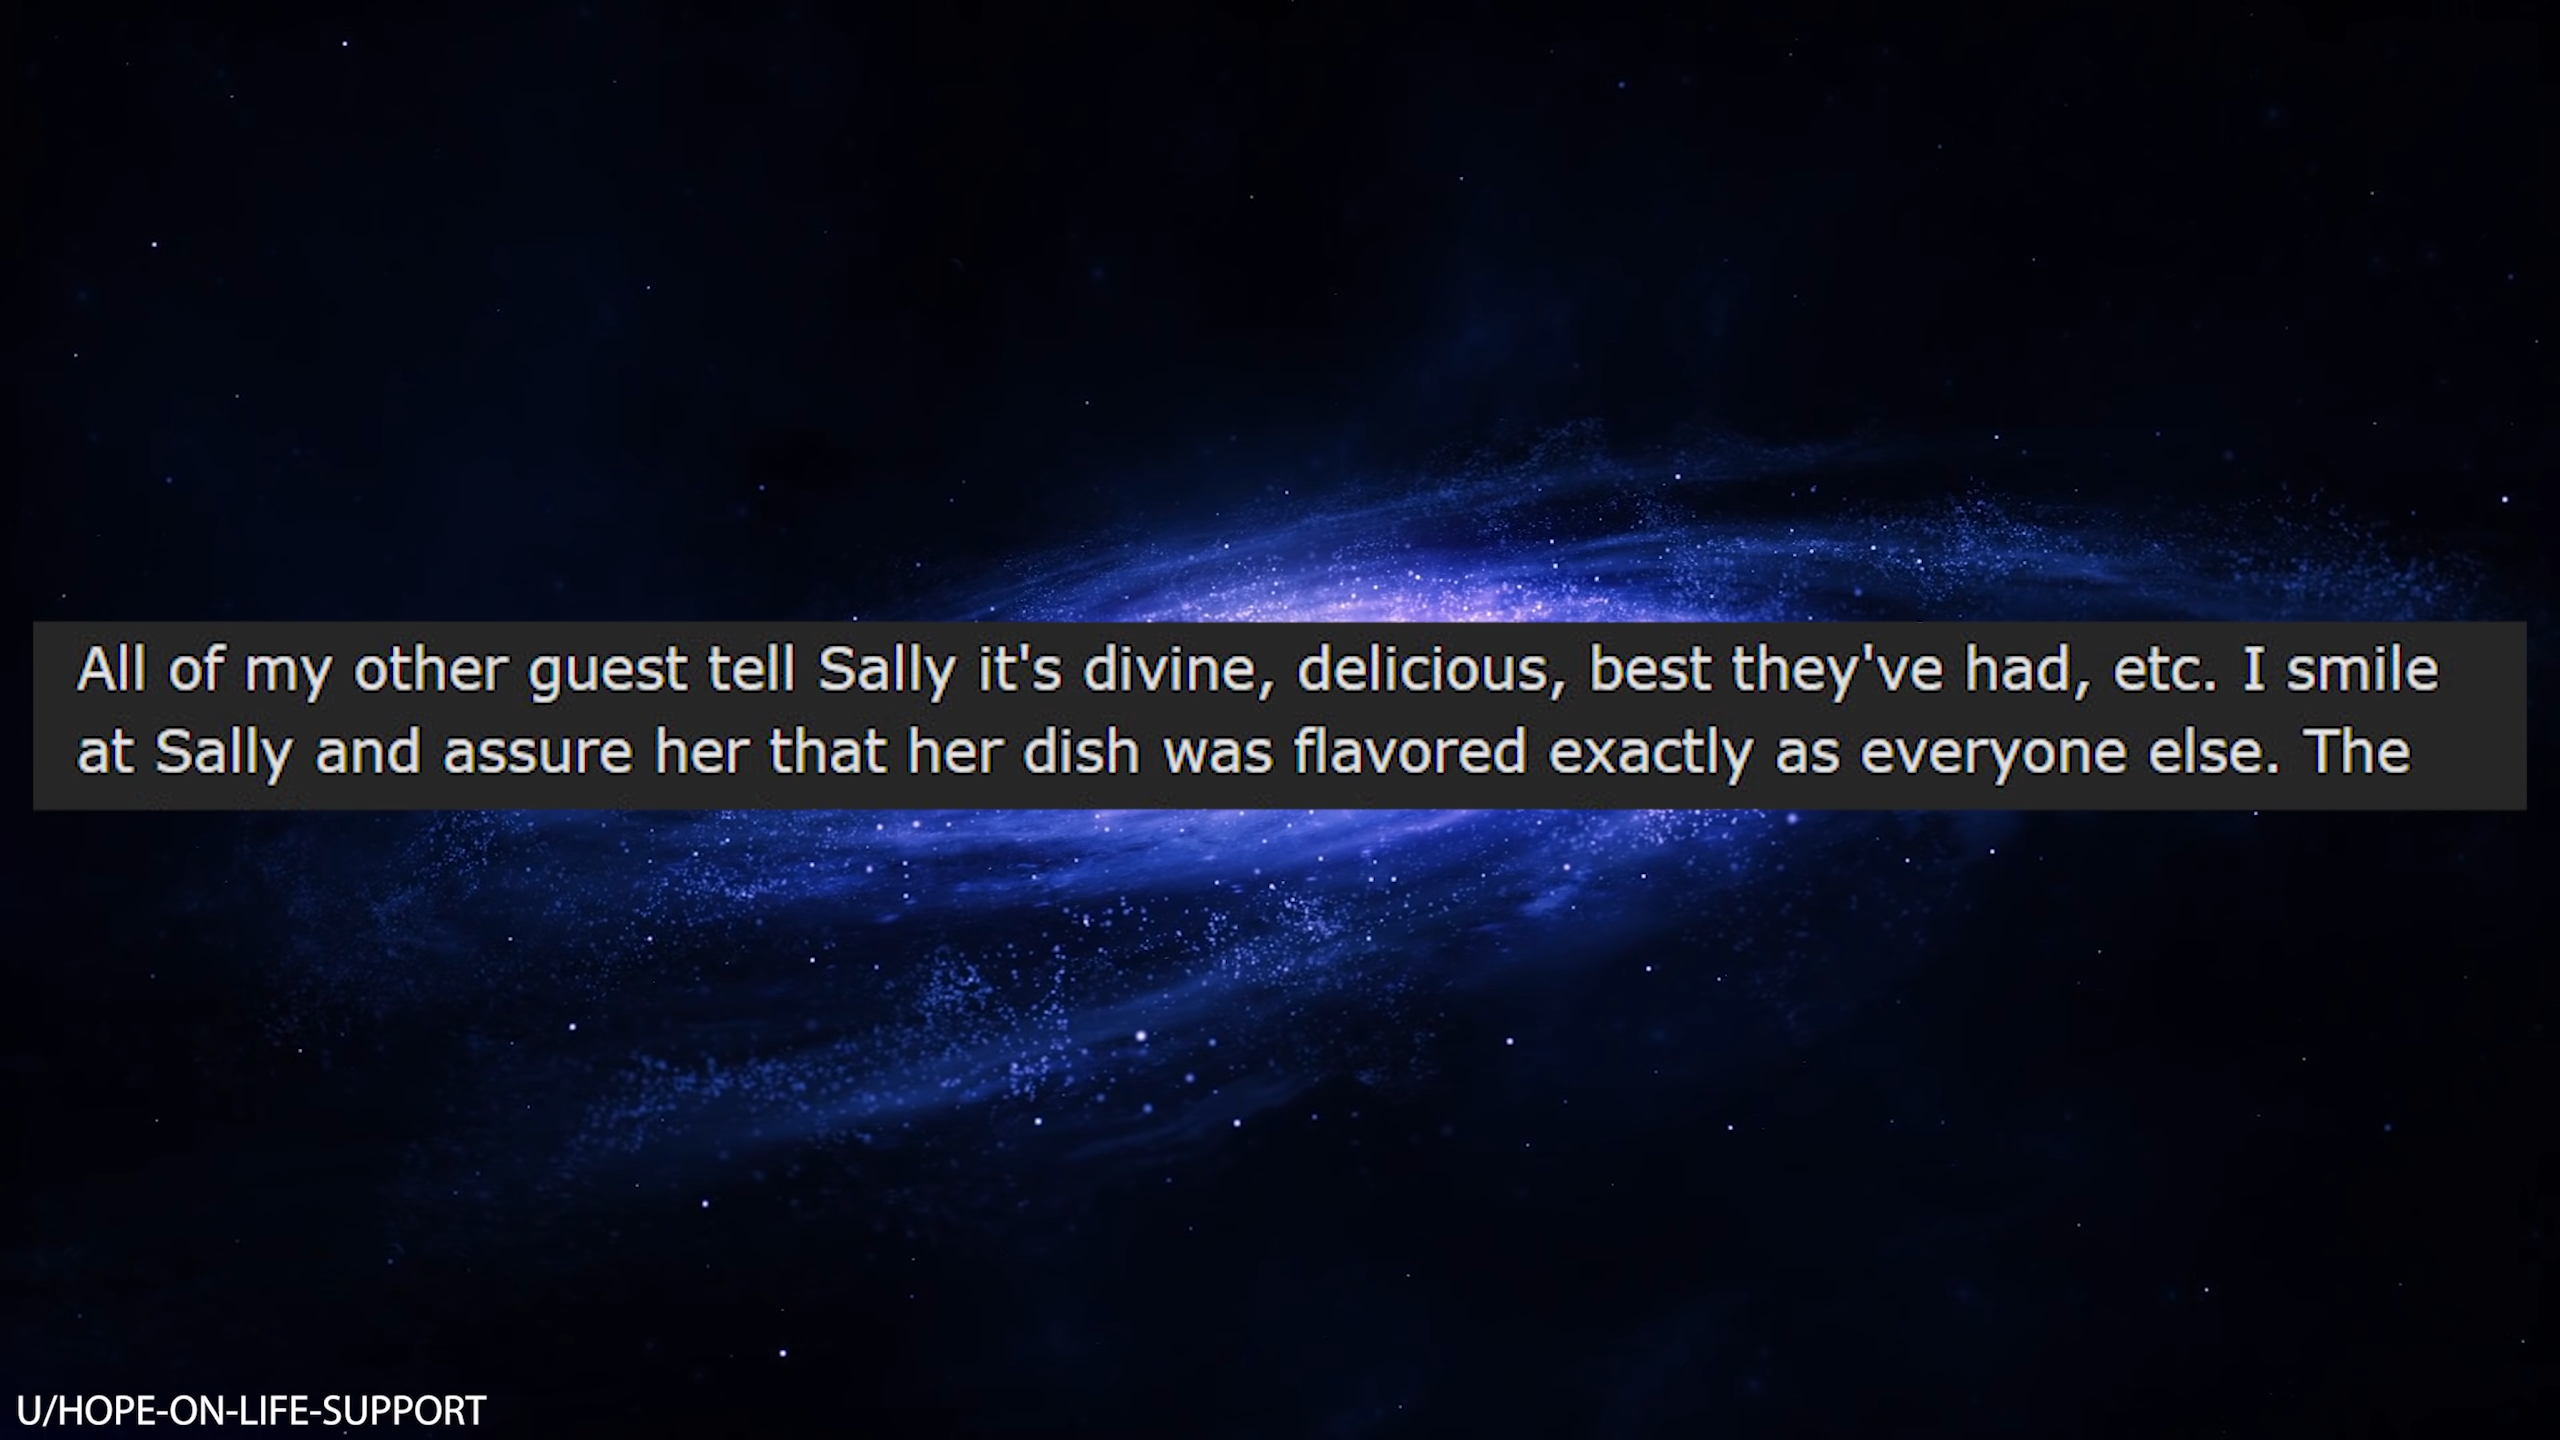 All of my other guest tell Sally it's divine, delicious, best they've had, etc. I smile
at Sally and assure her that her dish was flavored exactly as everyone else. The
U/HOPE-ON-LIFE-SUPPORT